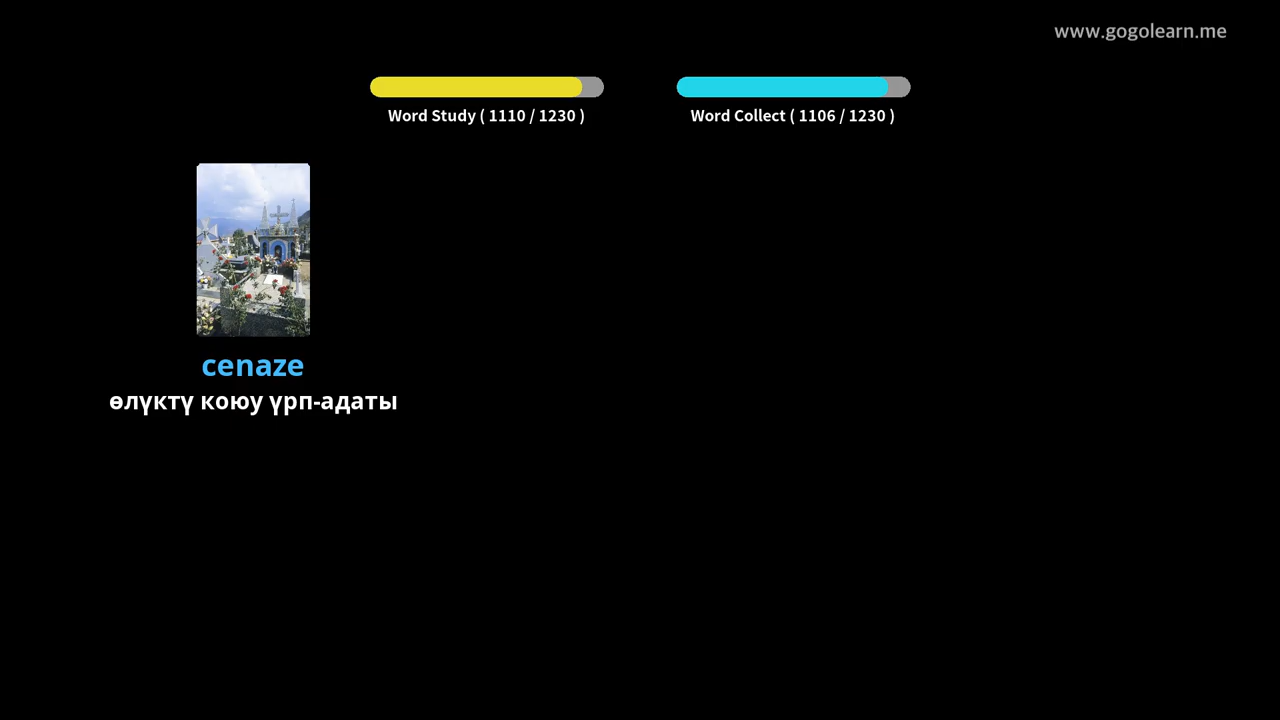 www.gogolearn.me
Word Study ( 1110 / 1230 )
Word Collect ( 1106 / 1230 )
cenaze
өлүктү коюу үрп-адаты